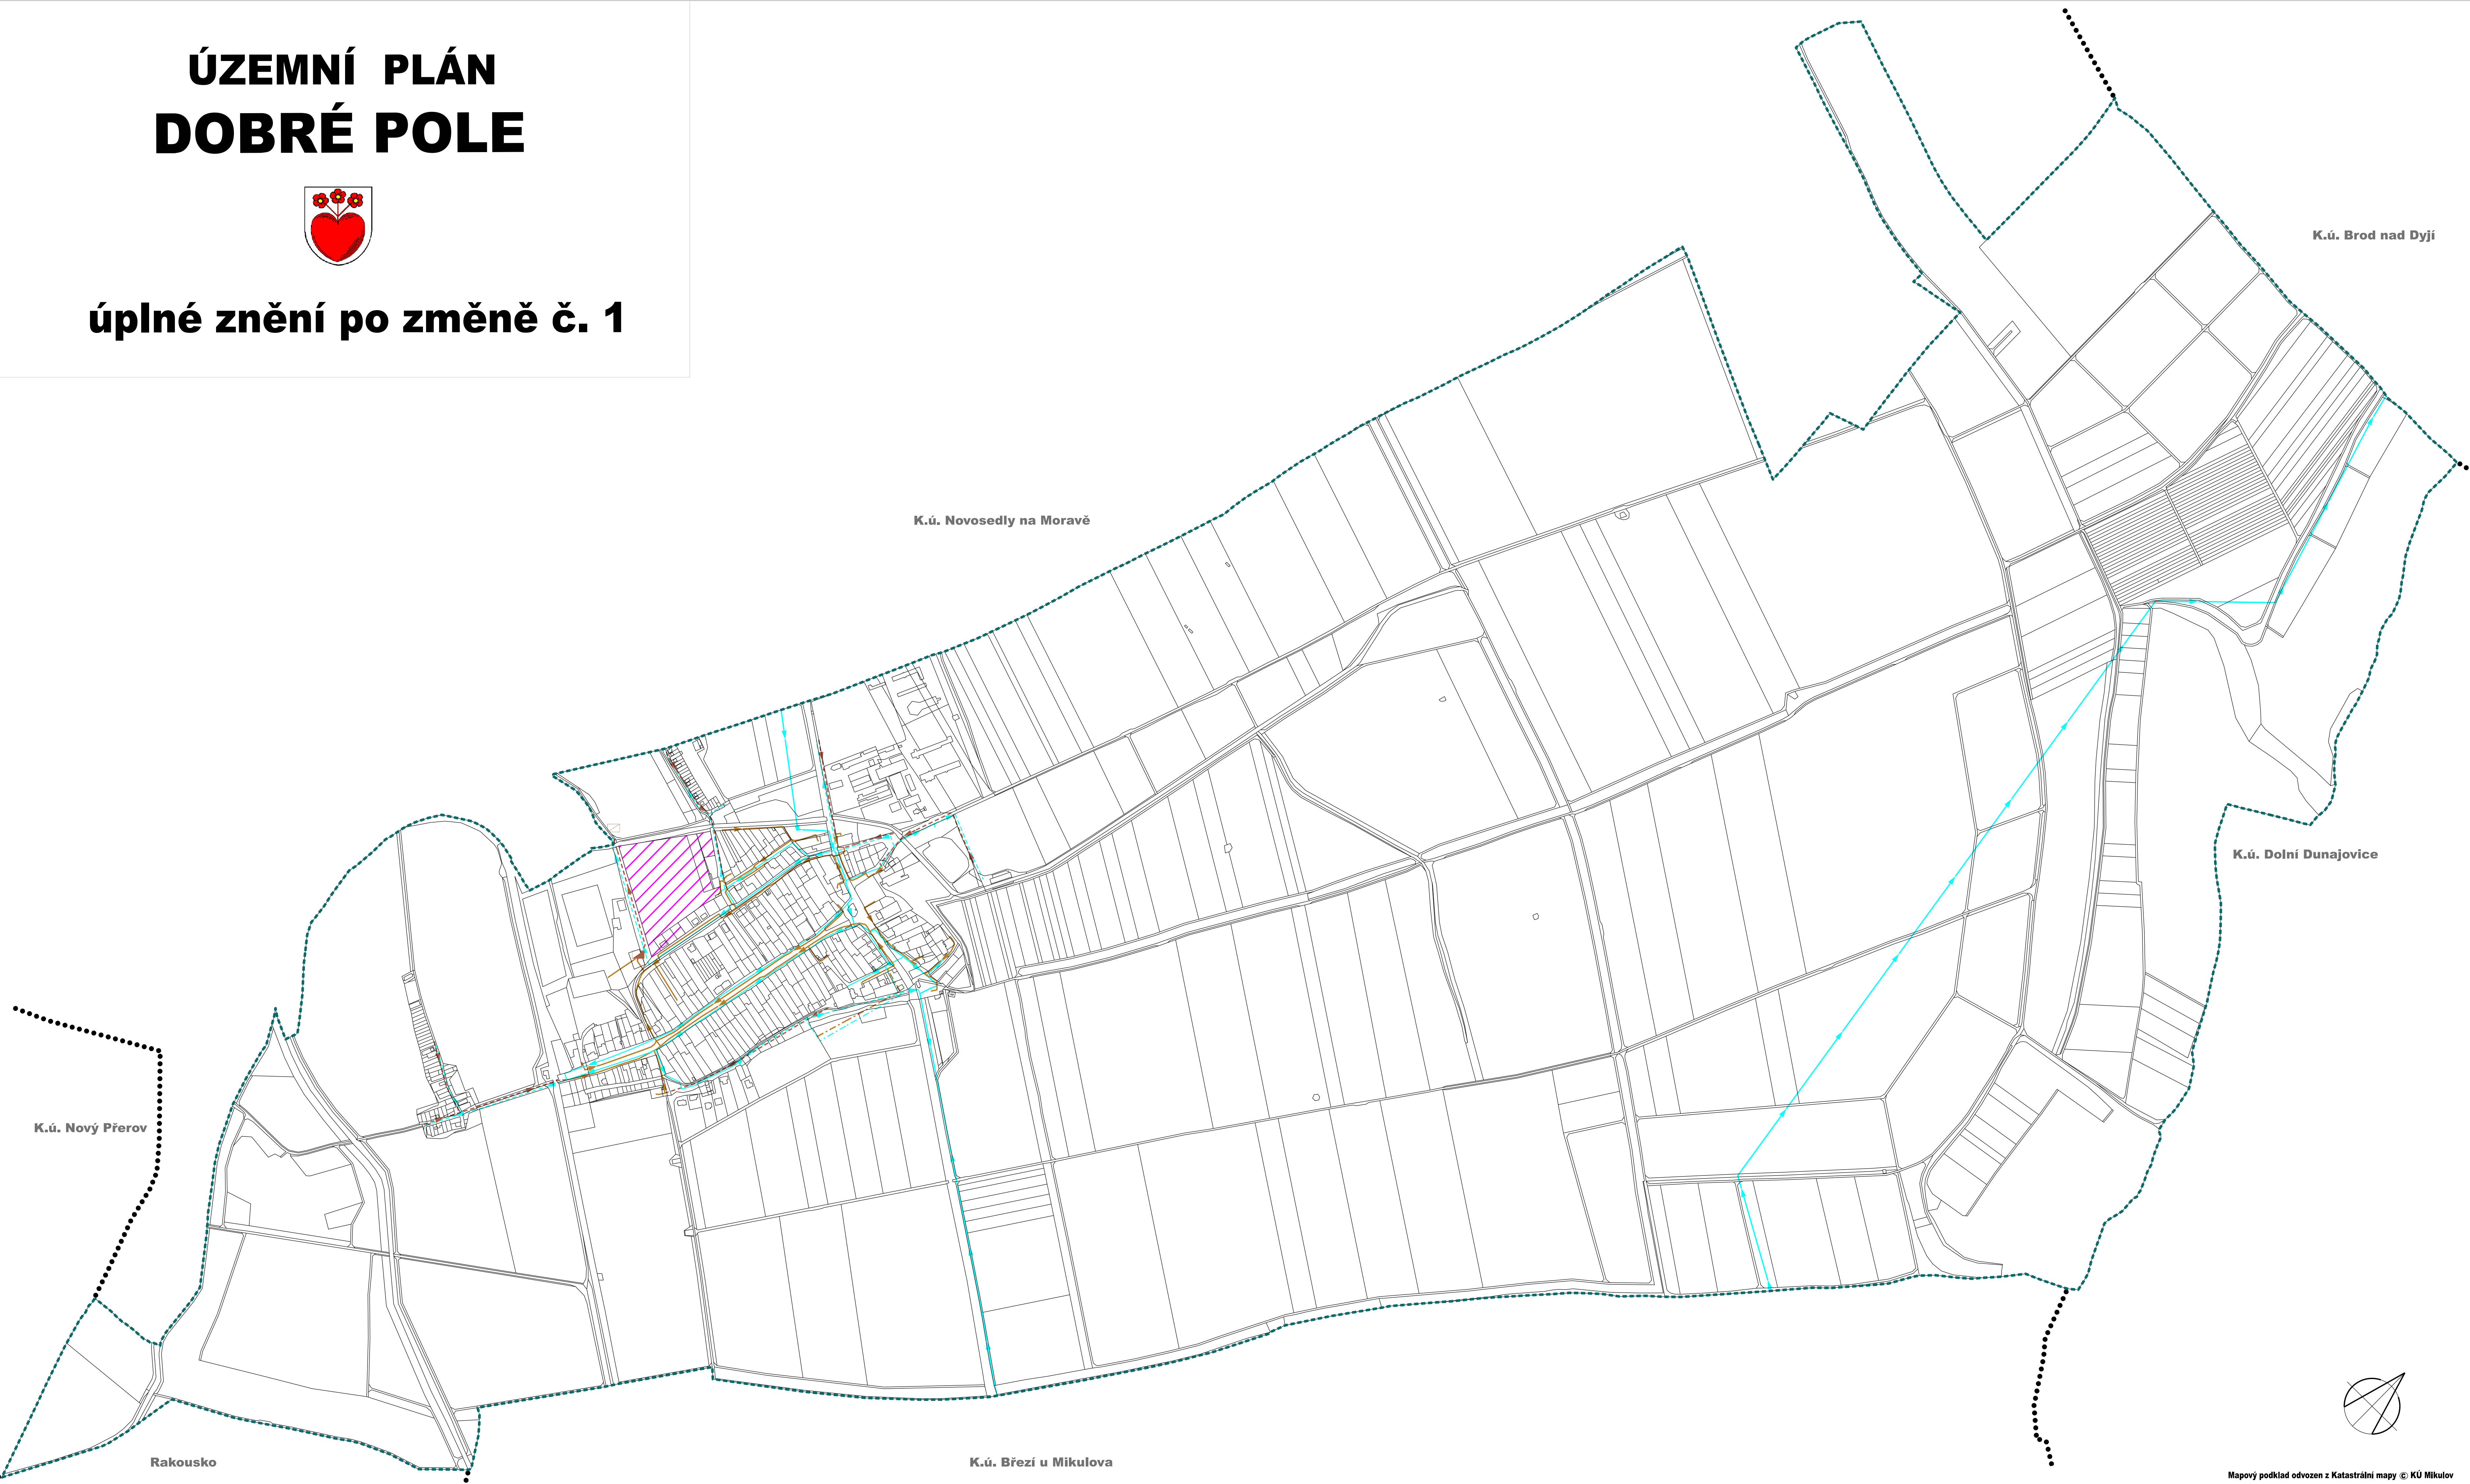 ÚZEMNÍ PLÁN
DOBRÉ POLE
úplné znění po změně č. 1
K.ú. Brod nad Dyjí
K.ú. Novosedly na Moravě
K.ú. Dolní Dunajovice
K.ú. Nový Přerov
Rakousko
K.ú. Březí u Mikulova
Mapový podklad odvozen z Katastrální mapy © KÚ Mikulov